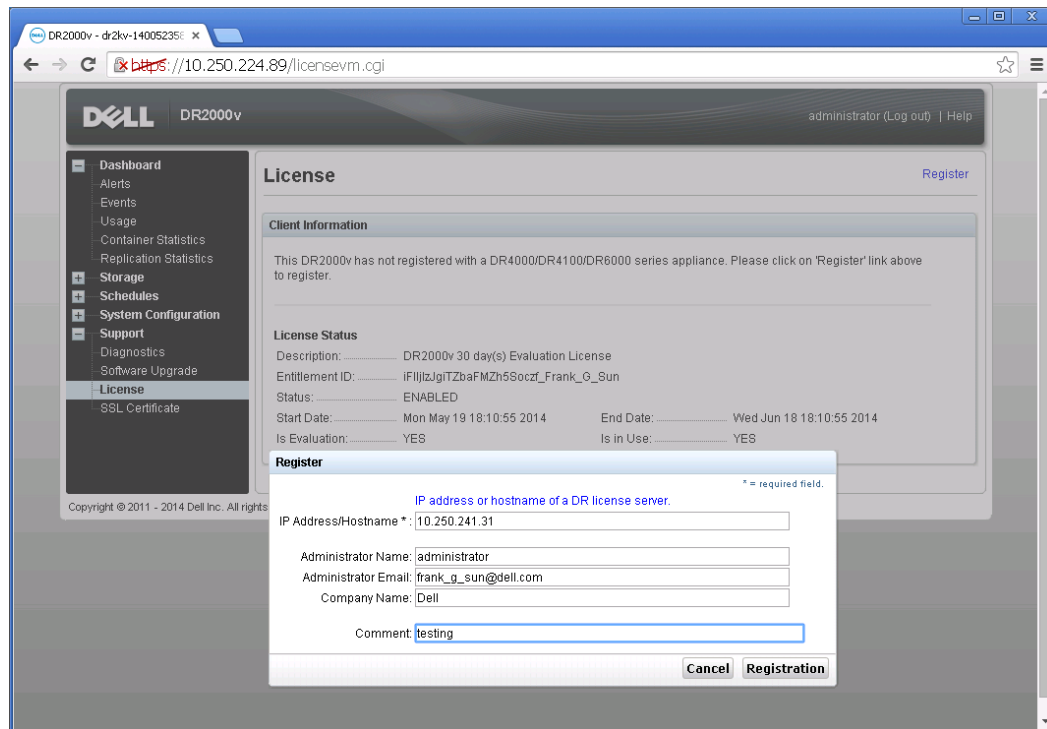 DR2000v - dr2kv-14005235
https://10.250.224.89/licensevm.cgi
DELL DR2000v
administrator (Log out) | Help
Dashboard
Alerts
Events
Usage
Container Statistics
Replication Statistics
Storage
Schedules
System Configuration
Support
Diagnostics
Software Upgrade
License
SSL Certificate
License
Register
Client Information
This DR2000v has not registered with a DR4000/DR4100/DR6000 series appliance. Please click on 'Register' link above
to register.
License Status
Description: DR2000v 30 day(s) Evaluation License
Entitlement ID:
Status: ENABLED
Start Date: Mon May 19 18:10:55 2014 End Date: Wed Jun 18 18:10:55 2014
Is Evaluation: YES Is in Use: YES
Copyright © 2011 - 2014 Dell Inc. All rights
Register
* = required field.
IP address or hostname of a DR license server.
IP Address/Hostname * : 10.250.241.31
Administrator Name: administrator
Administrator Email: frank_g_sun@dell.com
Company Name: Dell
Comment: testing
Cancel Registration